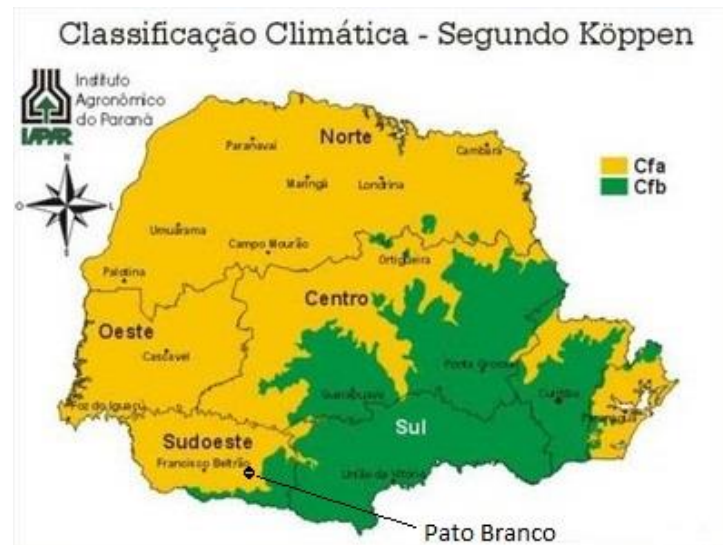 Classificação Climática - Segundo Köppen
Instituto
Agronômico
do Paraná
IAPAR
N
O
L
S
Norte
Paranavaí
Cambará
Maringá
Londrina
Cfa
Cfb
Umuarama
Campo Mourão
Ortigueira
Palotina
Centro
Oeste
Cascavel
Ponta Grossa
Guarapuava
Curitiba
Foz do Iguaçú
Paranaguá
Sul
Sudoeste
Francisco Beltrão
União da Vitória
Pato Branco